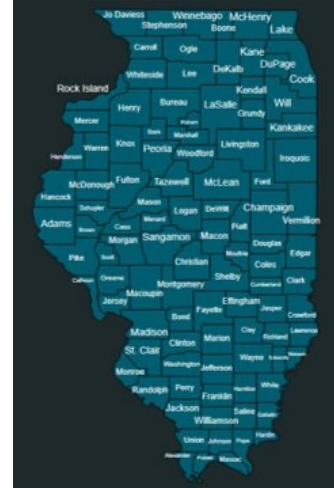 Jo Daviess
Stephenson
Winnebago
Boone
McHenry
Lake
Carroll
Ogle
Kane
DeKalb
DuPage
Cook
Whiteside
Lee
Kendall
Rock Island
Henry
Bureau
LaSalle
Grundy
Will
Mercer
Stark
Putnam
Marshall
Kankakee
Henderson
Warren
Knox
Peoria
Woodford
Livingston
Iroquois
Hancock
McDonough
Fulton
Tazewell
McLean
Ford
Schuyler
Mason
Logan
DeWitt
Champaign
Vermilion
Adams
Brown
Cass
Menard
Piatt
Morgan
Sangamon
Macon
Douglas
Edgar
Pike
Scott
Christian
Moultrie
Coles
Calhoun
Greene
Shelby
Cumberland
Clark
Jersey
Macoupin
Montgomery
Effingham
Bond
Fayette
Jasper
Crawford
Madison
Clinton
Marion
Clay
Richland
Lawrence
St. Clair
Washington
Jefferson
Wayne
Edwards
Wabash
Monroe
Randolph
Perry
Franklin
Hamilton
White
Jackson
Williamson
Saline
Gallatin
Union
Johnson
Pope
Hardin
Alexander
Pulaski
Massac